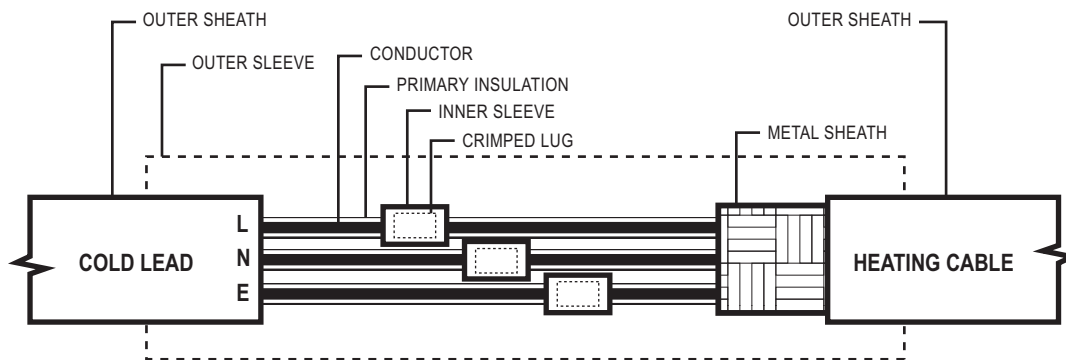 OUTER SHEATH
OUTER SHEATH
OUTER SLEEVE
CONDUCTOR
PRIMARY INSULATION
INNER SLEEVE
CRIMPED LUG
METAL SHEATH
L
N
E
COLD LEAD
HEATING CABLE